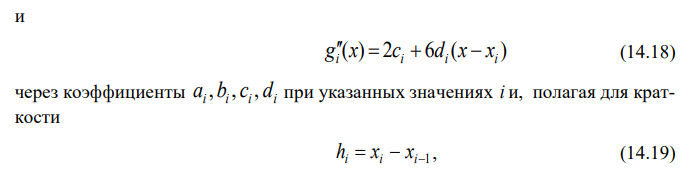 и
g″ᵢ(x) = 2cᵢ + 6dᵢ(x − xᵢ) (14.18)
через коэффициенты aᵢ, bᵢ, cᵢ, dᵢ при указанных значениях i и, полагая для крат-
кости
hᵢ = xᵢ − xᵢ₋₁, (14.19)